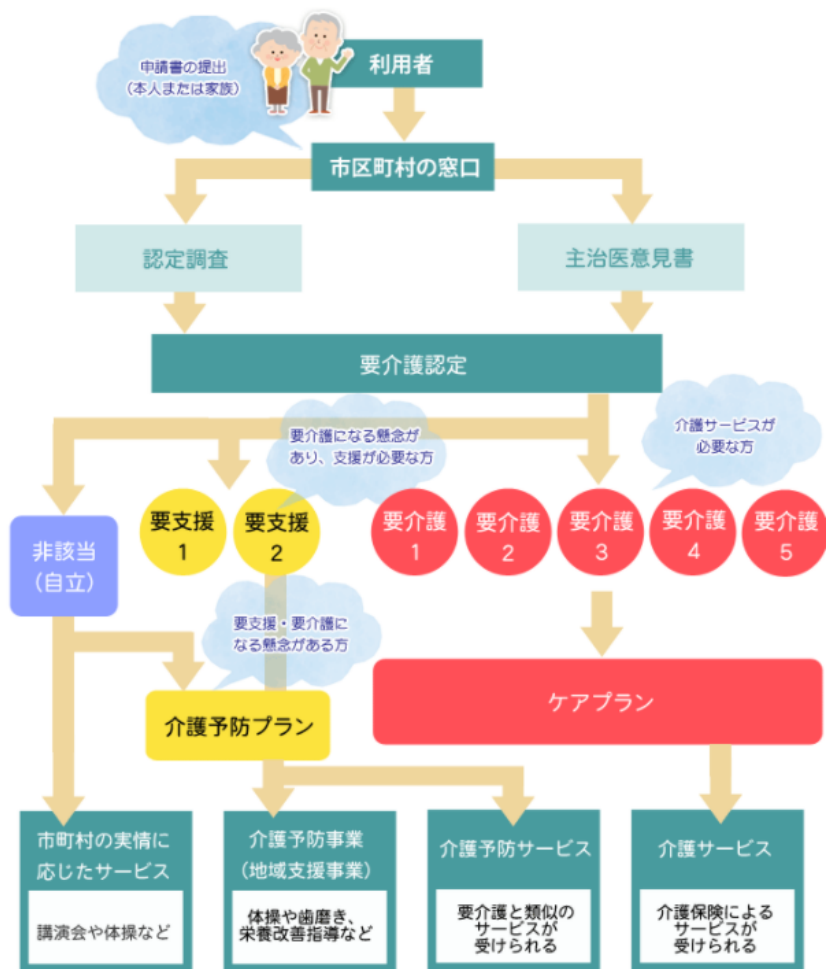 申請書の提出
(本人または家族)
利用者
市区町村の窓口
認定調査
主治医意見書
要介護認定
要介護になる懸念が
あり、支援が必要な方
介護サービスが
必要な方
非該当
(自立)
要支援
1
要支援
2
要介護
1
要介護
2
要介護
3
要介護
4
要介護
5
要支援・要介護に
なる懸念がある方
介護予防プラン
ケアプラン
市町村の実情に
応じたサービス
講演会や体操など
介護予防事業
(地域支援事業)
体操や歯磨き、
栄養改善指導など
介護予防サービス
要介護と類似の
サービスが
受けられる
介護サービス
介護保険による
サービスが
受けられる